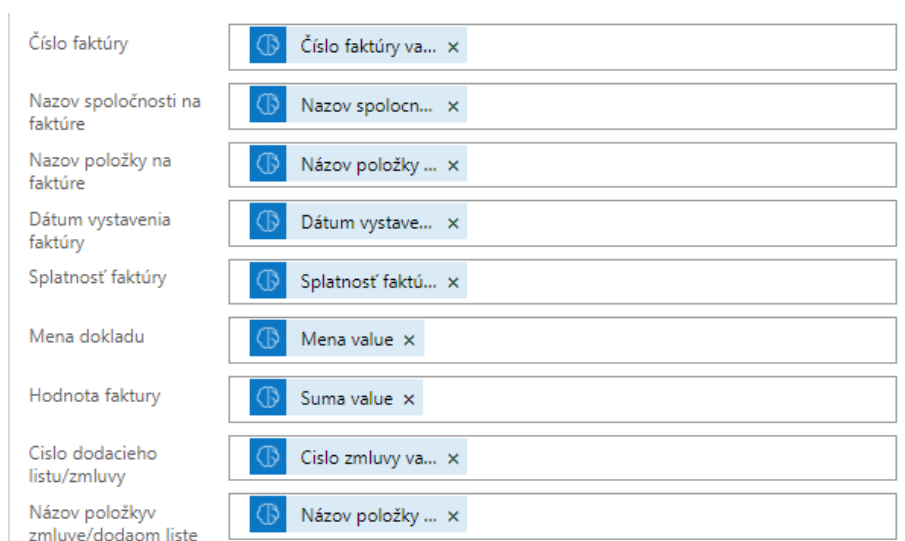 Číslo faktúry
Číslo faktúry va... ×
Nazov spoločnosti na
faktúre
Nazov spolocn... ×
Nazov položky na
faktúre
Názov položky ... ×
Dátum vystavenia
faktúry
Dátum vystave... ×
Splatnosť faktúry
Splatnosť faktú... ×
Mena dokladu
Mena value ×
Hodnota faktury
Suma value ×
Cislo dodacieho
listu/zmluvy
Cislo zmluvy va... ×
Názov položkyv
zmluve/dodaom liste
Názov položky ... ×